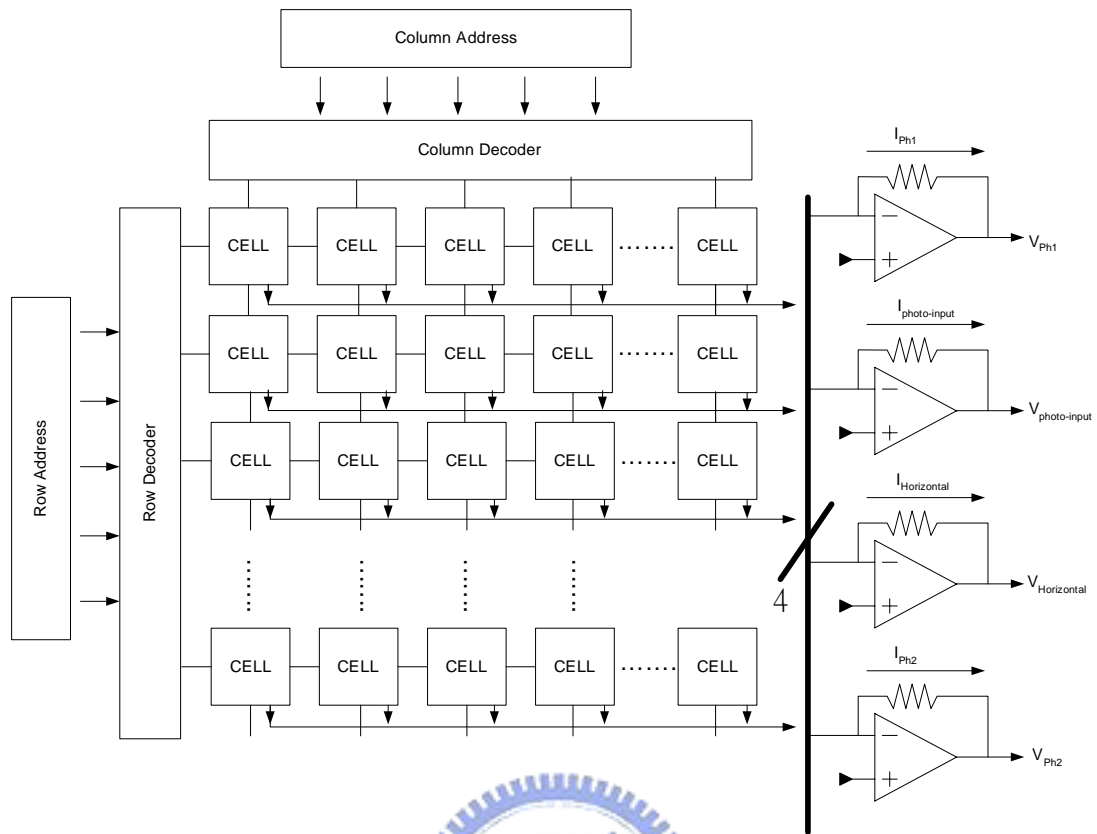 Column Address
Column Decoder
Row Address
Row Decoder
CELL CELL CELL CELL ....... CELL
CELL CELL CELL CELL ....... CELL
CELL CELL CELL CELL ....... CELL
CELL CELL CELL CELL ....... CELL
4
I_Ph1
V_Ph1
I_photo-input
V_photo-input
I_Horizontal
V_Horizontal
I_Ph2
V_Ph2